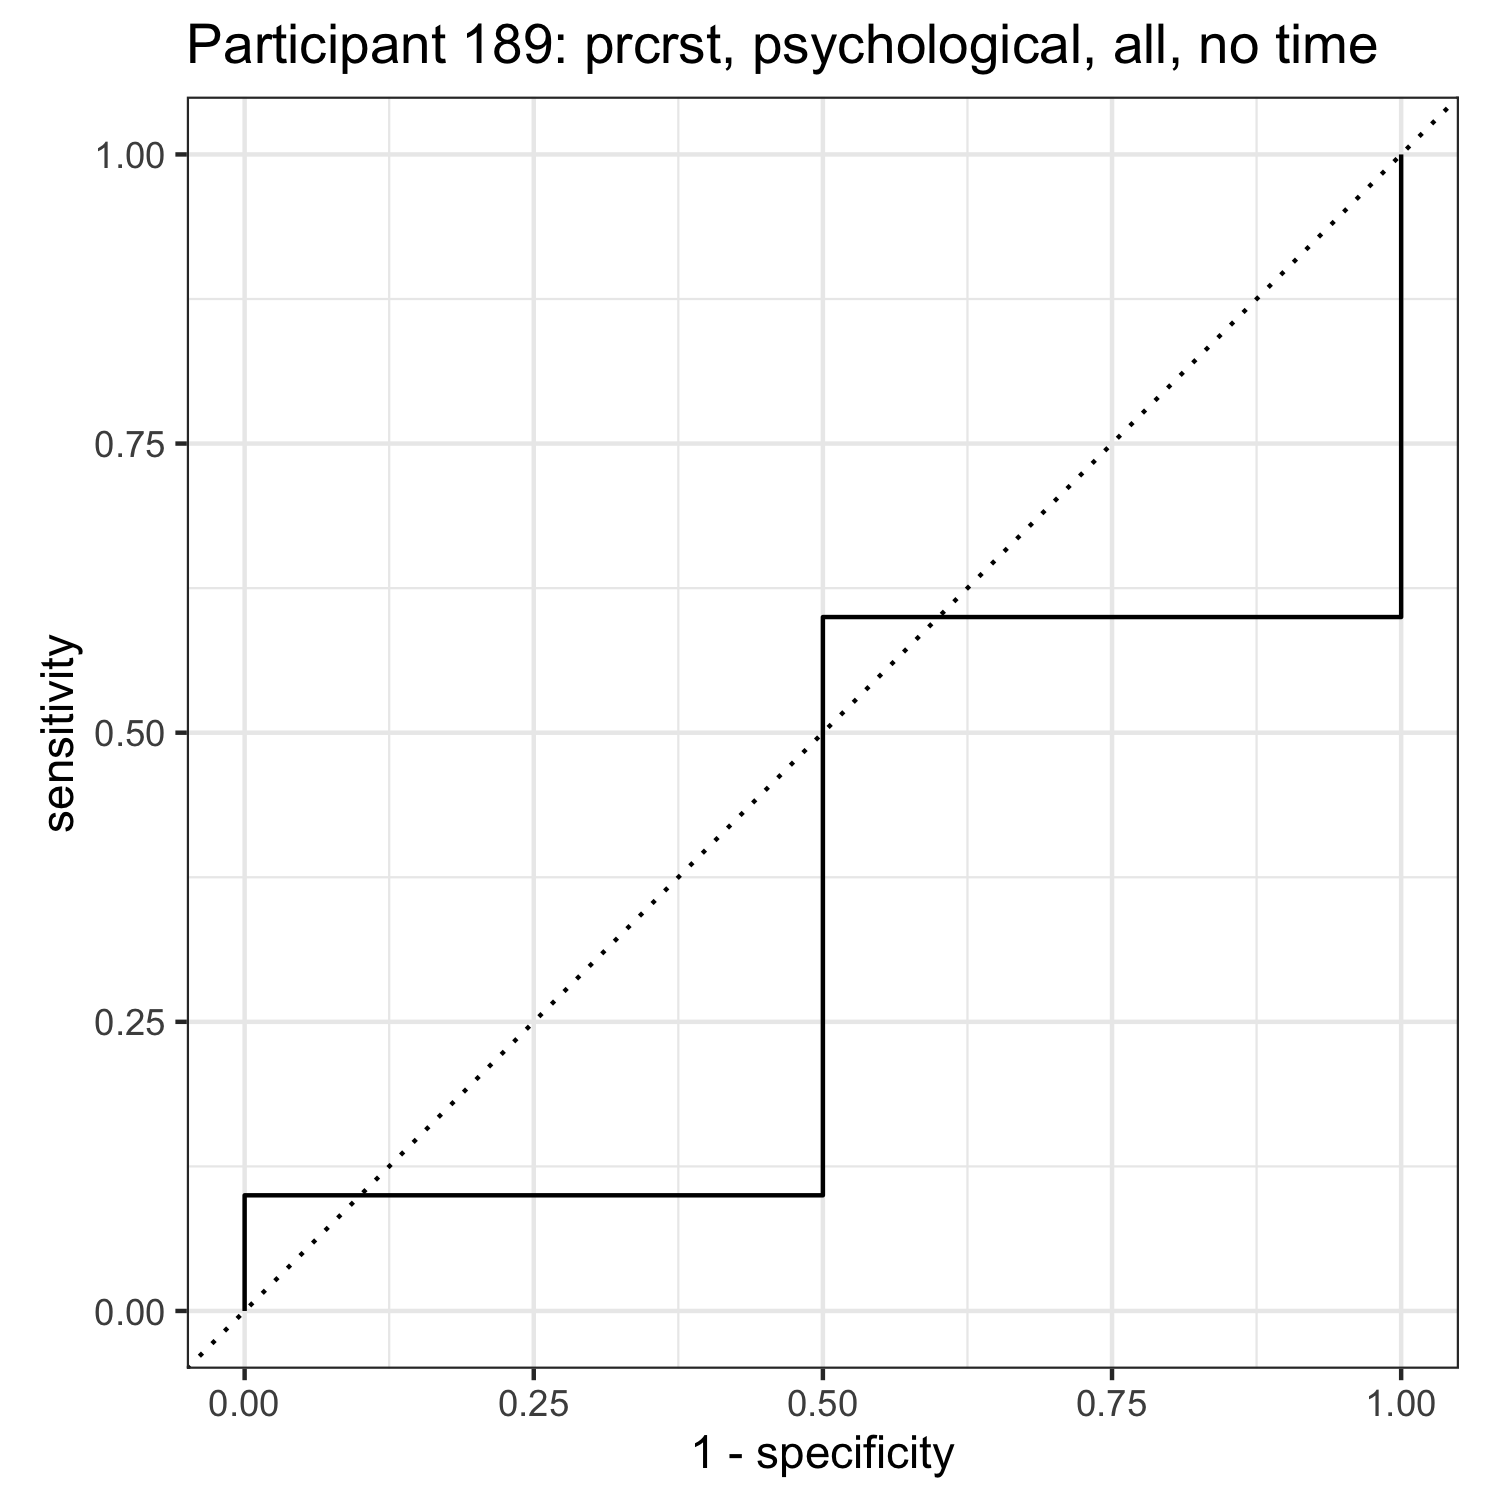 Participant 189: prcrst, psychological, all, no time
1.00
0.75
0.50
0.25
0.00
sensitivity
0.00 0.25 0.50 0.75 1.00
1 - specificity